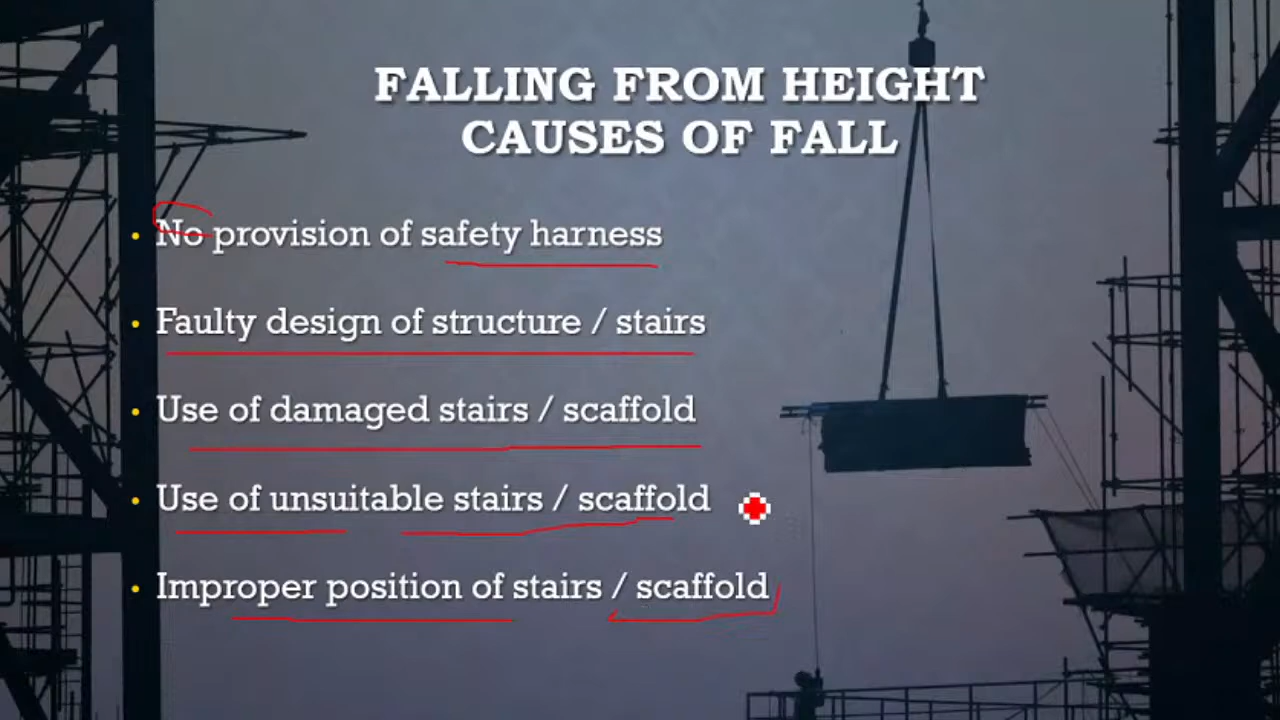 FALLING FROM HEIGHT
CAUSES OF FALL
• No provision of safety harness
• Faulty design of structure / stairs
• Use of damaged stairs / scaffold
• Use of unsuitable stairs / scaffold
• Improper position of stairs / scaffold